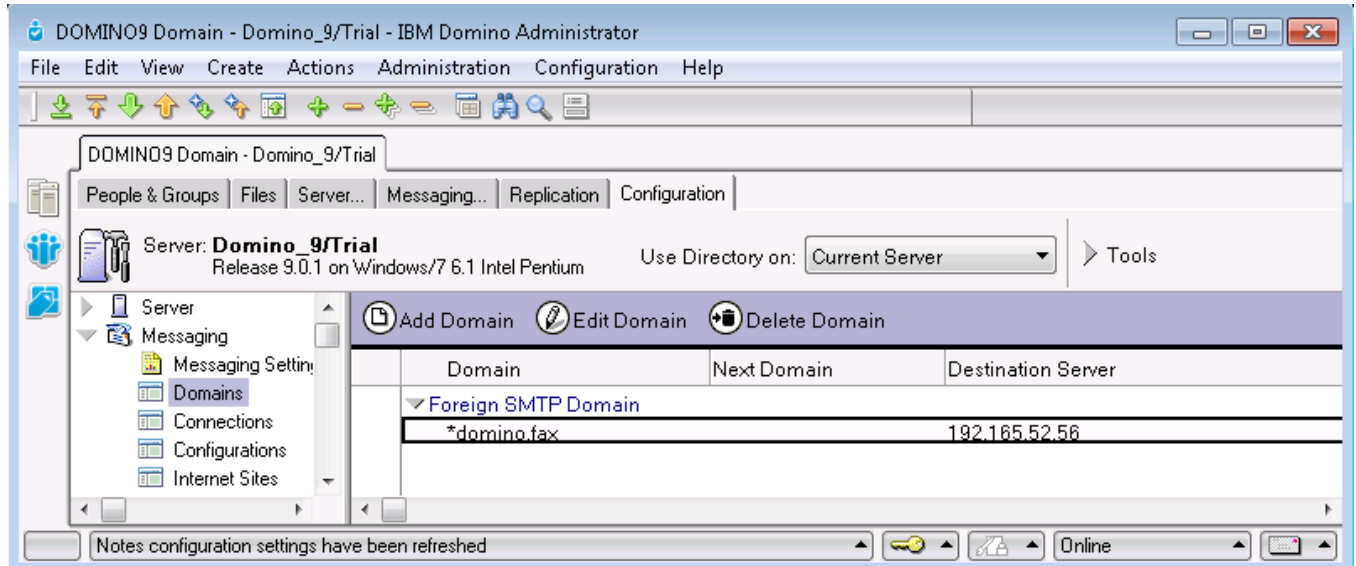 DOMINO9 Domain - Domino_9/Trial - IBM Domino Administrator
File Edit View Create Actions Administration Configuration Help
DOMINO9 Domain - Domino_9/Trial
People & Groups Files Server... Messaging... Replication Configuration
Server: Domino_9/Trial
Release 9.0.1 on Windows/7 6.1 Intel Pentium
Use Directory on: Current Server
Tools
Server
Messaging
Messaging Setting
Domains
Connections
Configurations
Internet Sites
Add Domain Edit Domain Delete Domain
Domain Next Domain Destination Server
Foreign SMTP Domain
*domino.fax 192.165.52.56
Notes configuration settings have been refreshed
Online